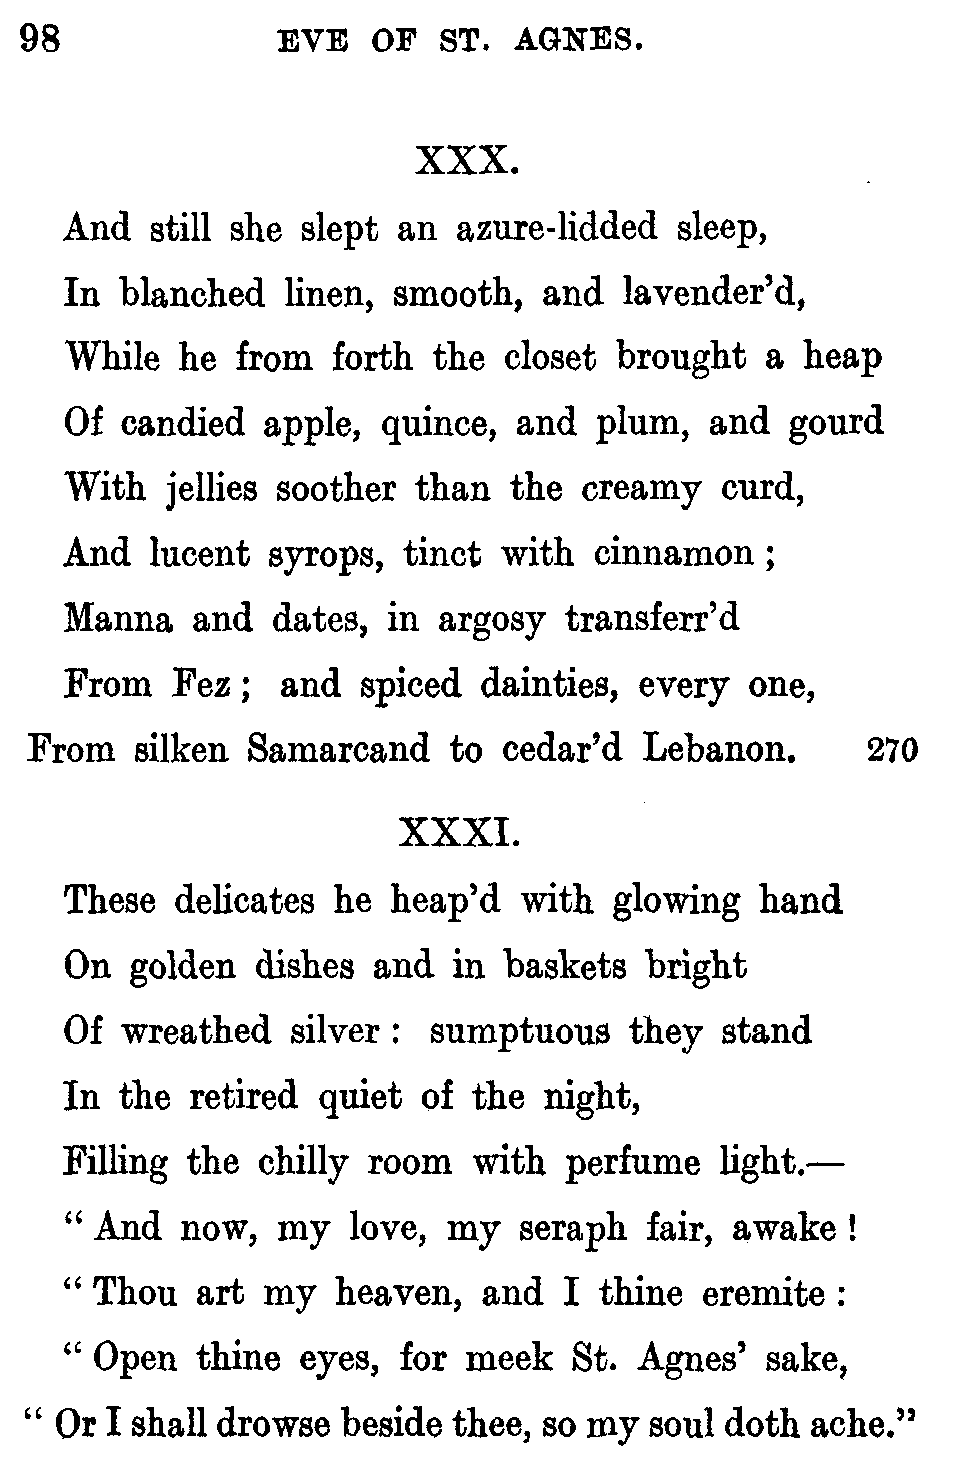 98 EVE OF ST. AGNES.
XXX.
And still she slept an azure-lidded sleep,
In blanched linen, smooth, and lavender'd,
While he from forth the closet brought a heap
Of candied apple, quince, and plum, and gourd
With jellies soother than the creamy curd,
And lucent syrops, tinct with cinnamon ;
Manna and dates, in argosy transferr'd
From Fez ; and spiced dainties, every one,
From silken Samarcand to cedar'd Lebanon. 270
XXXI.
These delicates he heap'd with glowing hand
On golden dishes and in baskets bright
Of wreathed silver : sumptuous they stand
In the retired quiet of the night,
Filling the chilly room with perfume light.—
“ And now, my love, my seraph fair, awake !
“ Thou art my heaven, and I thine eremite :
“ Open thine eyes, for meek St. Agnes' sake,
“ Or I shall drowse beside thee, so my soul doth ache.”